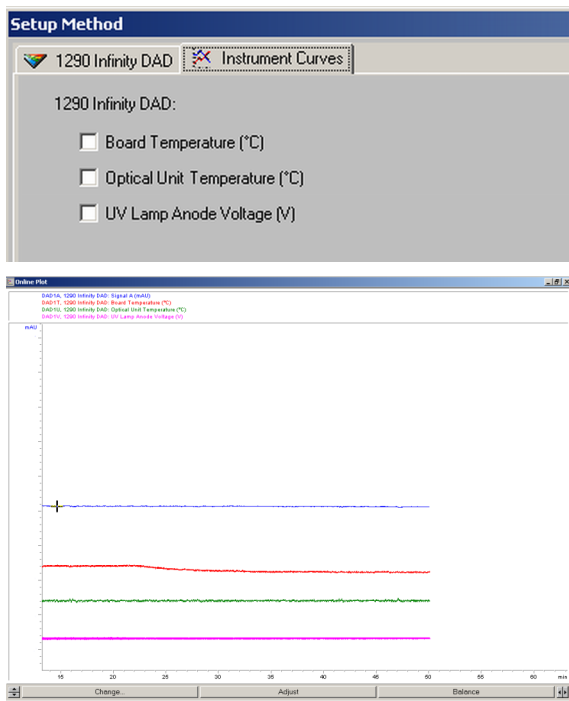 Setup Method
1290 Infinity DAD
Instrument Curves
1290 Infinity DAD:
Board Temperature (°C)
Optical Unit Temperature (°C)
UV Lamp Anode Voltage (V)
Online Plot
DAD1A, 1290 Infinity DAD: Signal A (mAU)
DAD1T, 1290 Infinity DAD: Board Temperature (°C)
DAD1U, 1290 Infinity DAD: Optical Unit Temperature (°C)
DAD1V, 1290 Infinity DAD: UV Lamp Anode Voltage (V)
mAU
15 20 25 30 35 40 45 50 55 60 min
Change... Adjust Balance